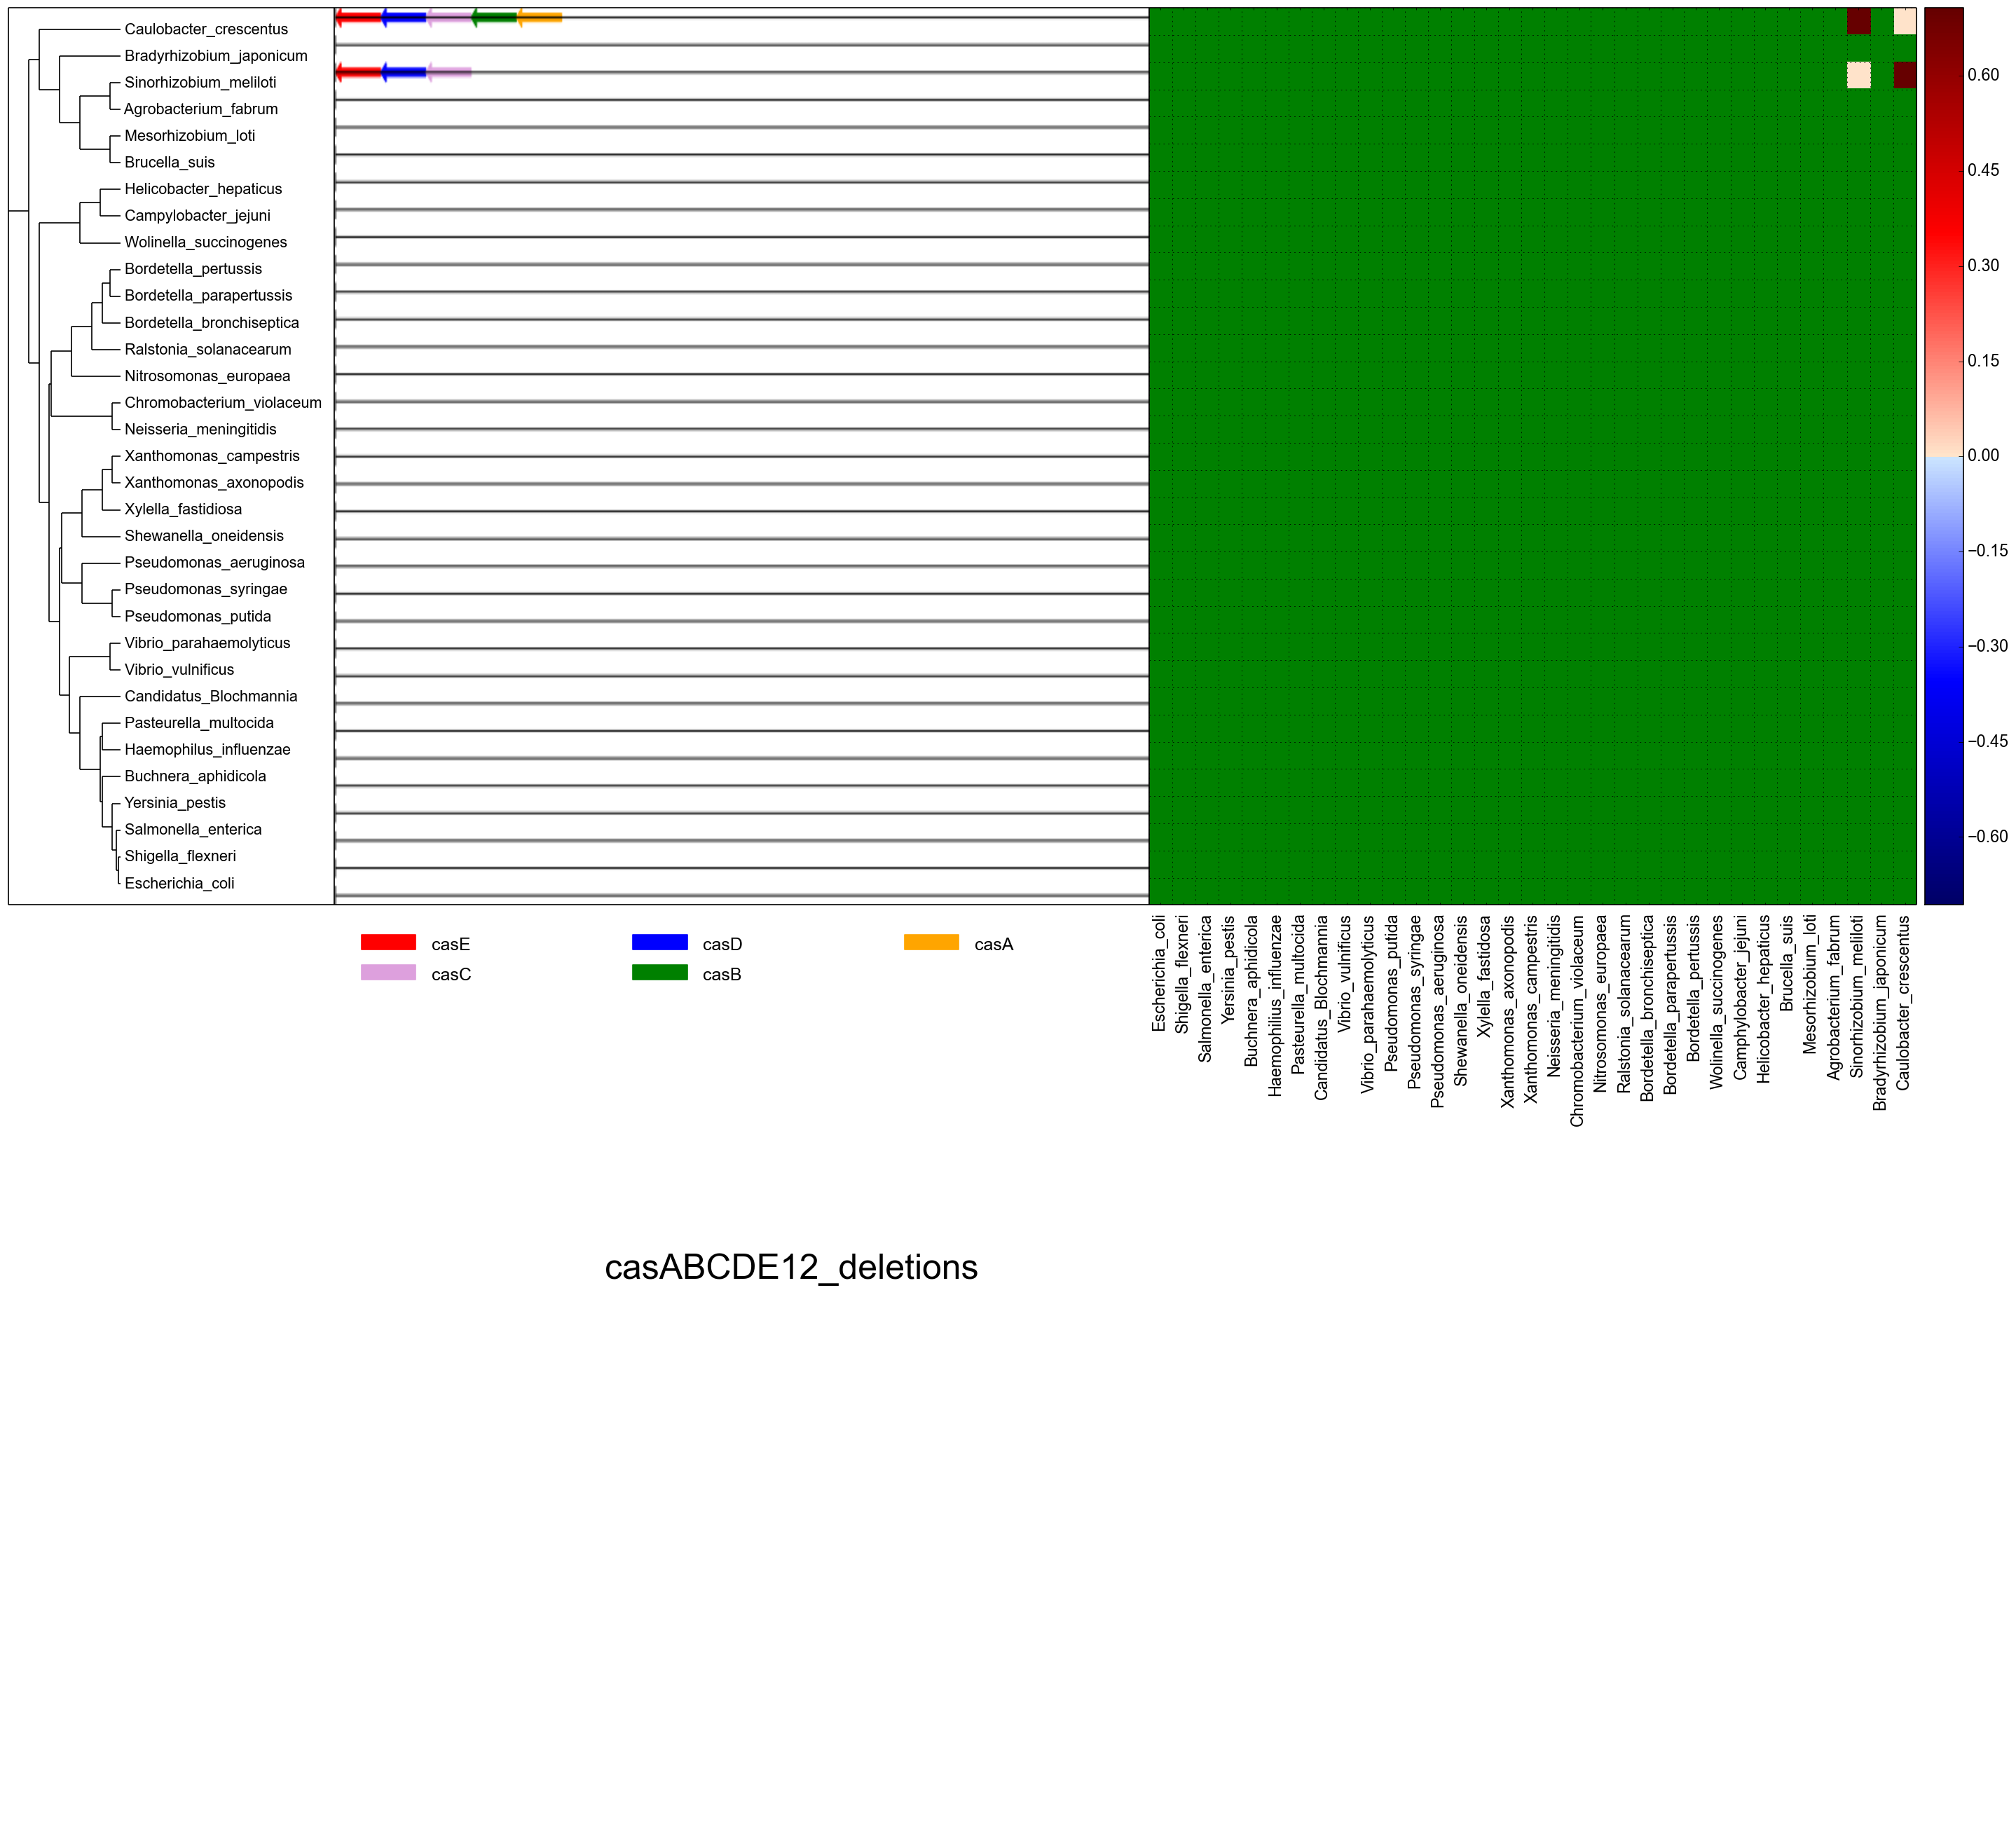 Caulobacter_crescentus
Bradyrhizobium_japonicum
Sinorhizobium_meliloti
Agrobacterium_fabrum
Mesorhizobium_loti
Brucella_suis
Helicobacter_hepaticus
Campylobacter_jejuni
Wolinella_succinogenes
Bordetella_pertussis
Bordetella_parapertussis
Bordetella_bronchiseptica
Ralstonia_solanacearum
Nitrosomonas_europaea
Chromobacterium_violaceum
Neisseria_meningitidis
Xanthomonas_campestris
Xanthomonas_axonopodis
Xylella_fastidiosa
Shewanella_oneidensis
Pseudomonas_aeruginosa
Pseudomonas_syringae
Pseudomonas_putida
Vibrio_parahaemolyticus
Vibrio_vulnificus
Candidatus_Blochmannia
Pasteurella_multocida
Haemophilus_influenzae
Buchnera_aphidicola
Yersinia_pestis
Salmonella_enterica
Shigella_flexneri
Escherichia_coli
0.60
0.45
0.30
0.15
0.00
−0.15
−0.30
−0.45
−0.60
casE casD casA
casC casB
Escherichia_coli
Shigella_flexneri
Salmonella_enterica
Yersinia_pestis
Buchnera_aphidicola
Haemophilius_influenzae
Pasteurella_multocida
Candidatus_Blochmannia
Vibrio_vulnificus
Vibrio_parahaemolyticus
Pseudomonas_putida
Pseudomonas_syringae
Pseudomonas_aeruginosa
Shewanella_oneidensis
Xylella_fastidosa
Xanthomonas_axonopodis
Xanthomonas_campestris
Neisseria_meningitidis
Chromobacterium_violaceum
Nitrosomonas_europaea
Ralstonia_solanacearum
Bordetella_bronchiseptica
Bordetella_parapertussis
Bordetella_pertussis
Wolinella_succinogenes
Camphylobacter_jejuni
Helicobacter_hepaticus
Brucella_suis
Mesorhizobium_loti
Agrobacterium_fabrum
Sinorhizobium_meliloti
Bradyrhizobium_japonicum
Caulobacter_crescentus
casABCDE12_deletions